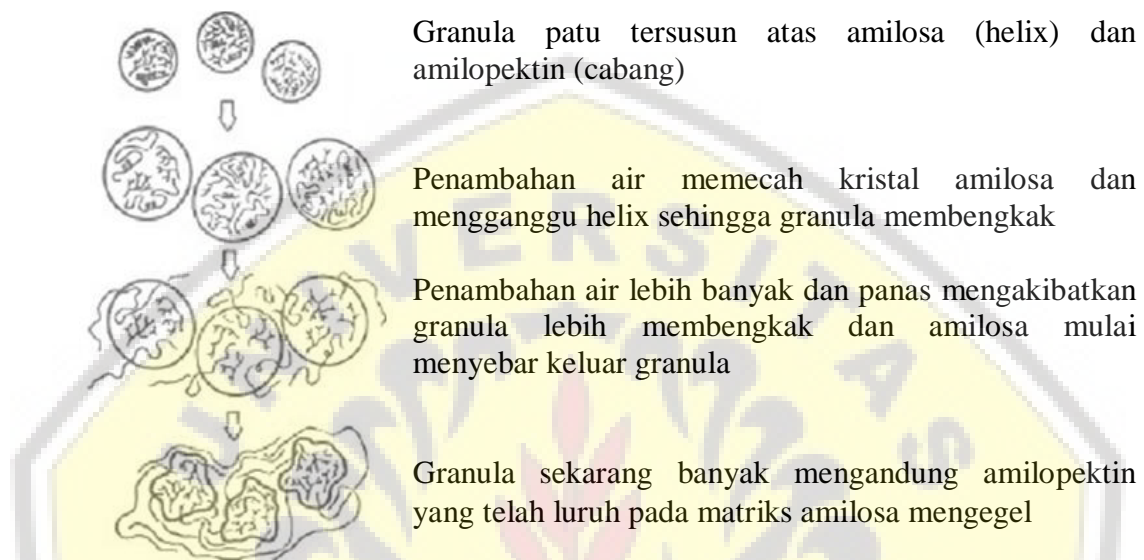 Granula patu tersusun atas amilosa (helix) dan
amilopektin (cabang)
Penambahan air memecah kristal amilosa dan
mengganggu helix sehingga granula membengkak
Penambahan air lebih banyak dan panas mengakibatkan
granula lebih membengkak dan amilosa mulai
menyebar keluar granula
Granula sekarang banyak mengandung amilopektin
yang telah luruh pada matriks amilosa mengegel
UNIVERSITAS